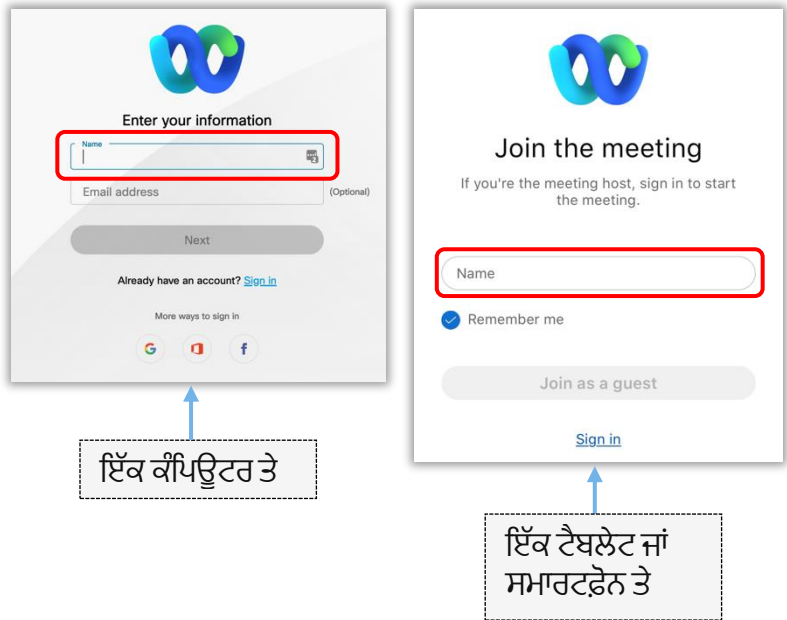 Enter your information
Name
Email address
(Optional)
Next
Already have an account? Sign in
More ways to sign in
ਇੱਕ ਕੰਪਿਊਟਰ ਤੇ
Join the meeting
If you're the meeting host, sign in to start
the meeting.
Name
Remember me
Join as a guest
Sign in
ਇੱਕ ਟੈਬਲੇਟ ਜਾਂ
ਸਮਾਰਟਫ਼ੋਨ ਤੇ